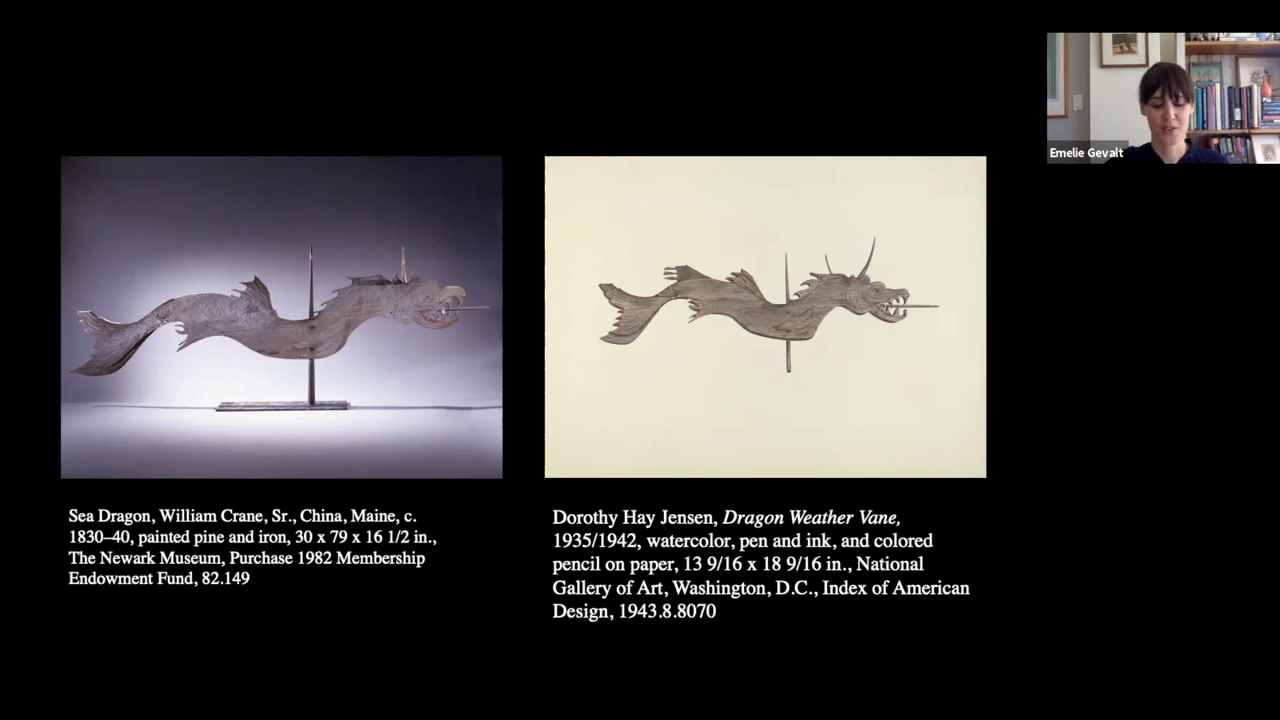 Emelie Gevalt
Sea Dragon, William Crane, Sr., China, Maine, c.
1830–40, painted pine and iron, 30 x 79 x 16 1/2 in.,
The Newark Museum, Purchase 1982 Membership
Endowment Fund, 82.149
Dorothy Hay Jensen, Dragon Weather Vane,
1935/1942, watercolor, pen and ink, and colored
pencil on paper, 13 9/16 x 18 9/16 in., National
Gallery of Art, Washington, D.C., Index of American
Design, 1943.8.8070